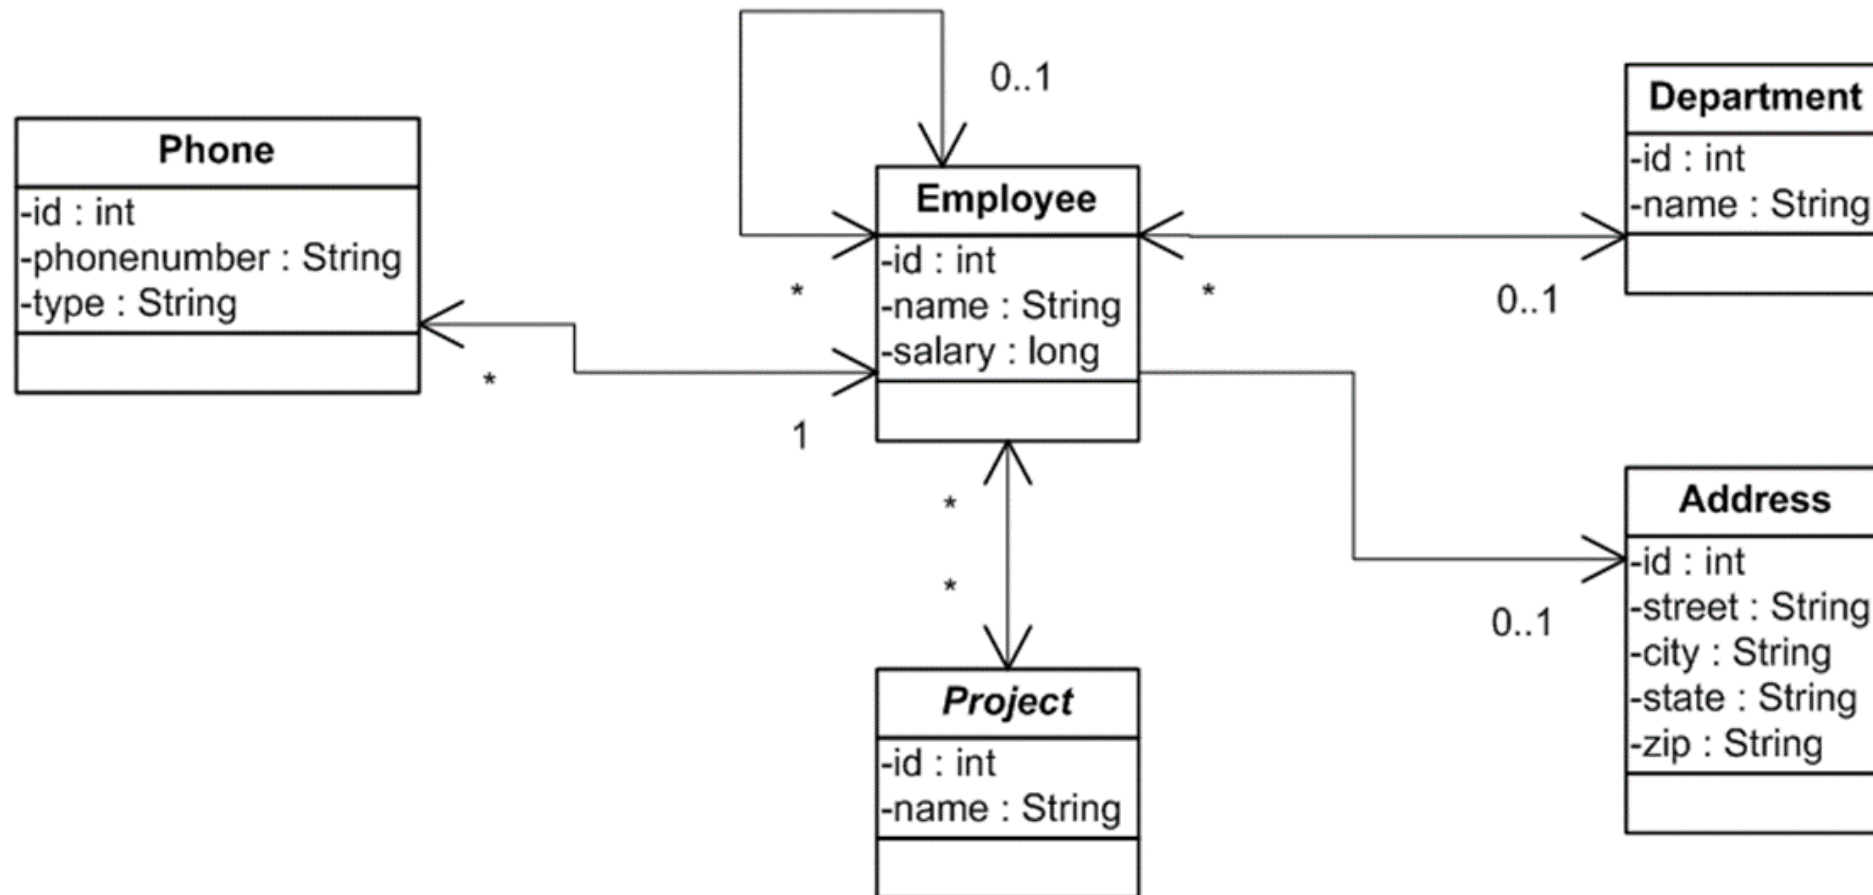 Phone
-id : int
-phonenumber : String
-type : String
*
1
0..1
*
Employee
-id : int
-name : String
-salary : long
*
0..1
Department
-id : int
-name : String
0..1
Address
-id : int
-street : String
-city : String
-state : String
-zip : String
*
*
Project
-id : int
-name : String